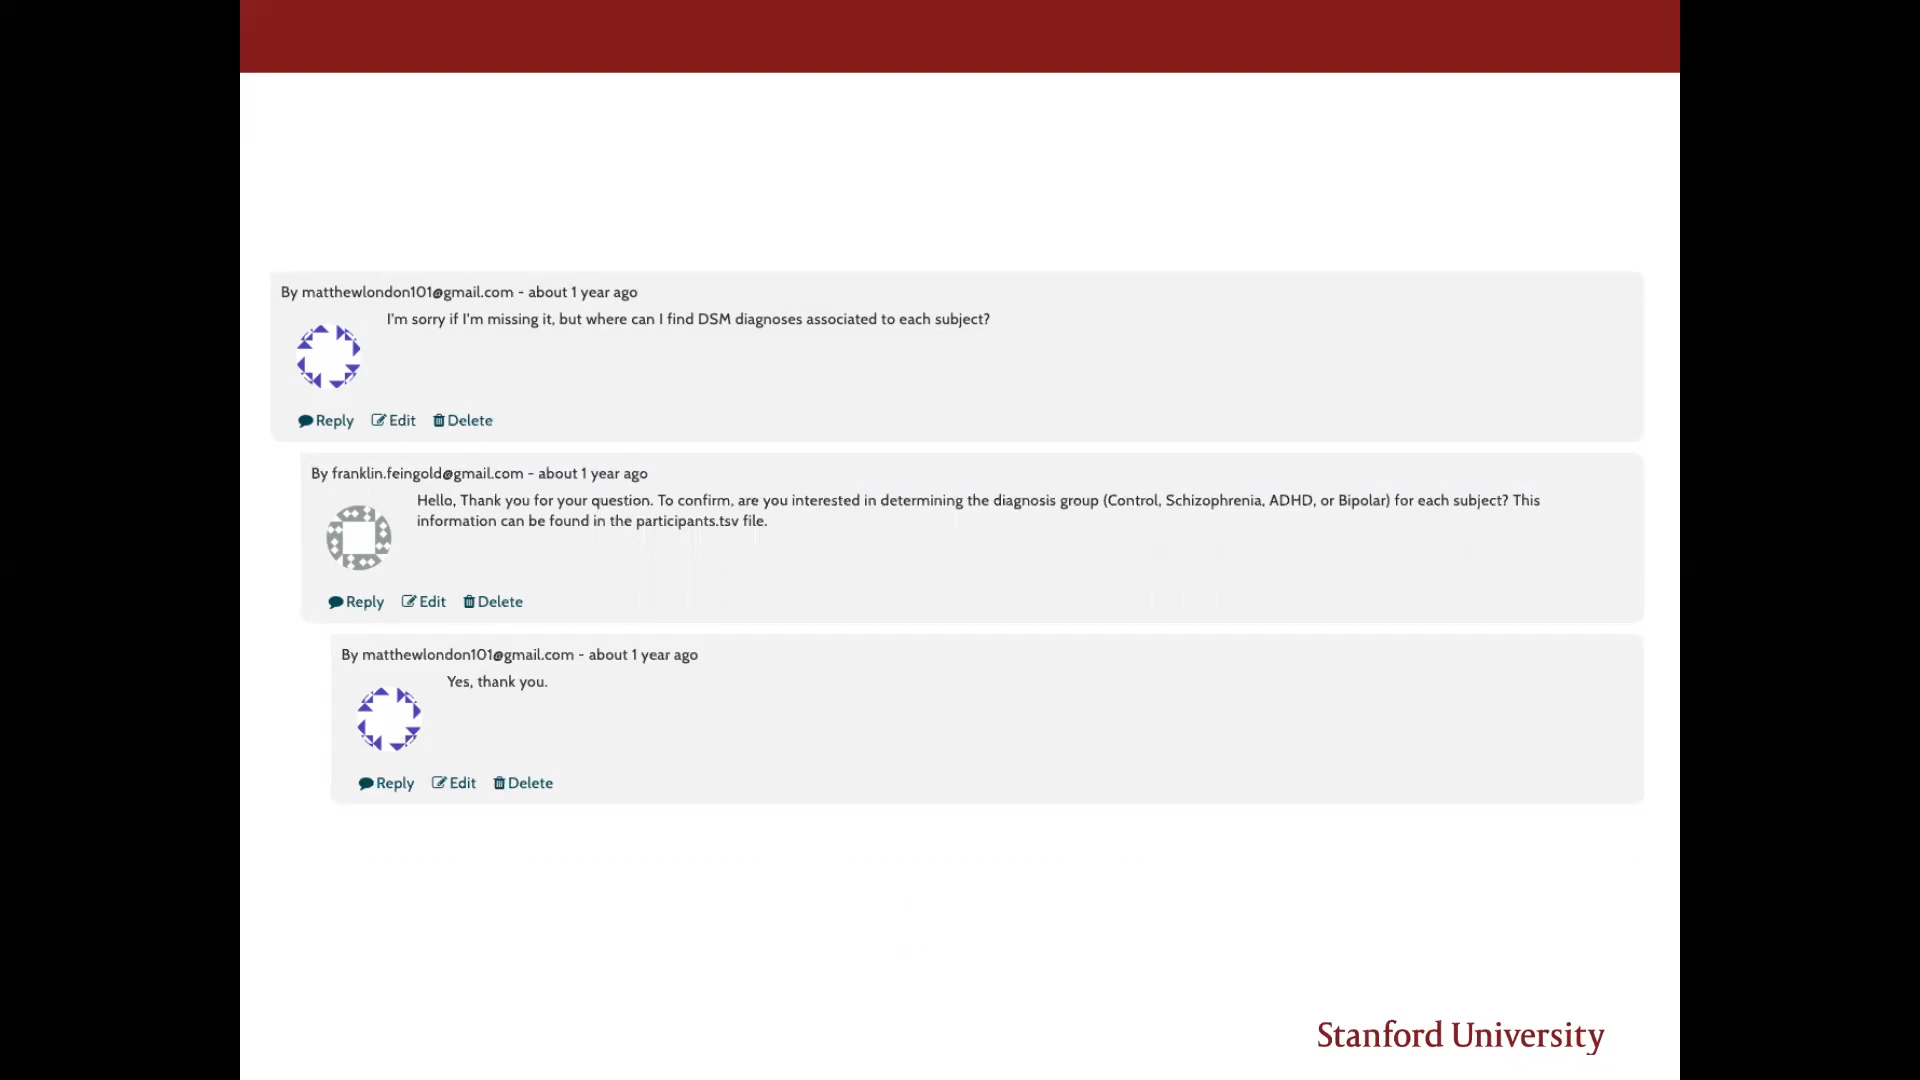 By matthewlondon101@gmail.com - about 1 year ago
I'm sorry if I'm missing it, but where can I find DSM diagnoses associated to each subject?
Reply Edit Delete
By franklin.feingold@gmail.com - about 1 year ago
Hello, Thank you for your question. To confirm, are you interested in determining the diagnosis group (Control, Schizophrenia, ADHD, or Bipolar) for each subject? This
information can be found in the participants.tsv file.
Reply Edit Delete
By matthewlondon101@gmail.com - about 1 year ago
Yes, thank you.
Reply Edit Delete
Stanford University